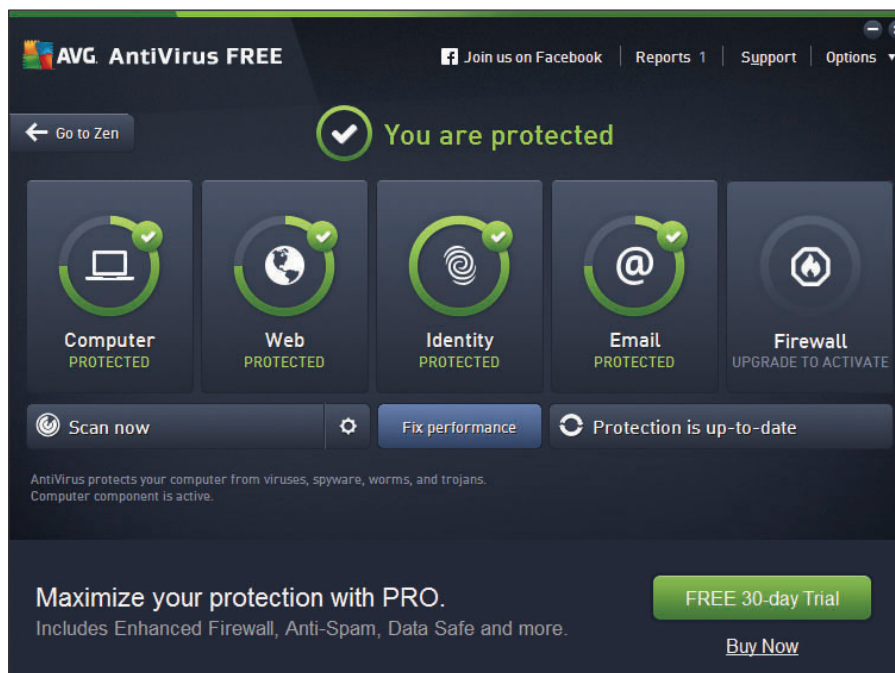 AVG. AntiVirus FREE
Join us on Facebook
Reports 1
Support
Options
Go to Zen
You are protected
Computer
PROTECTED
Web
PROTECTED
Identity
PROTECTED
@
Email
PROTECTED
Firewall
UPGRADE TO ACTIVATE
Scan now
Fix performance
Protection is up-to-date
AntiVirus protects your computer from viruses, spyware, worms, and trojans.
Computer component is active.
Maximize your protection with PRO.
Includes Enhanced Firewall, Anti-Spam, Data Safe and more.
FREE 30-day Trial
Buy Now